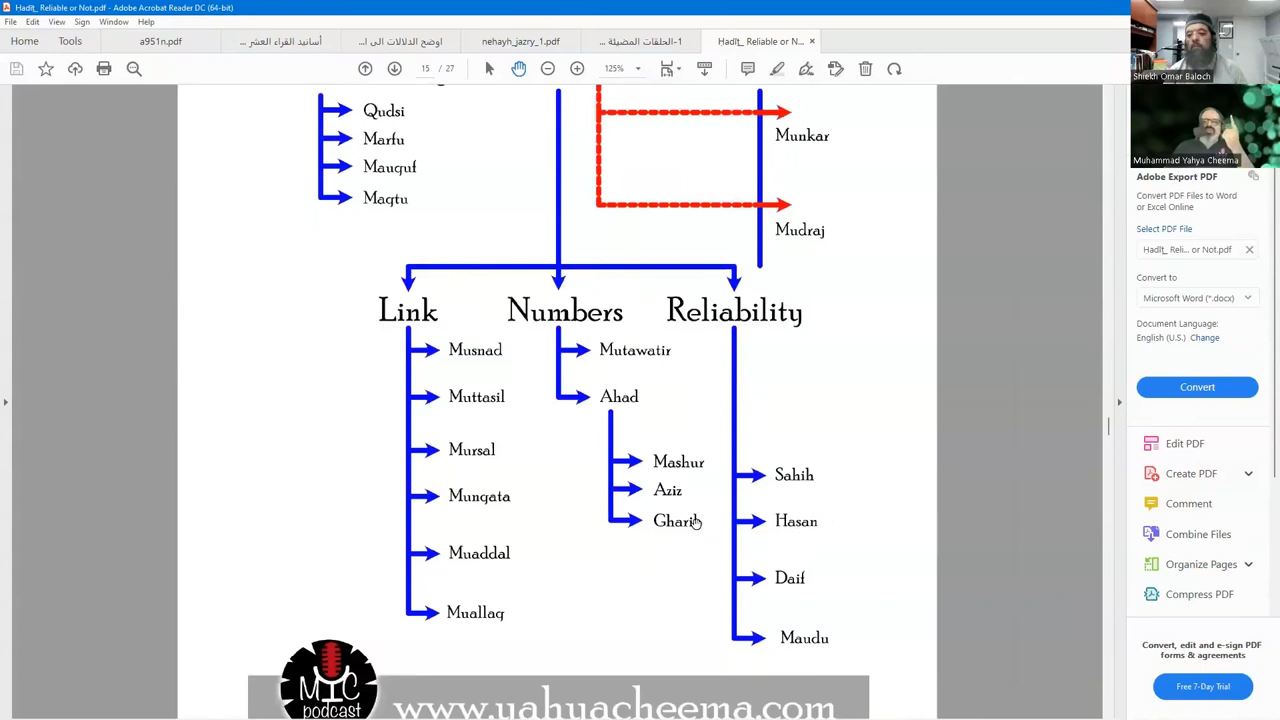 Hadīt_ Reliable or Not.pdf - Adobe Acrobat Reader DC (64-bit)
File Edit View Sign Window Help
Home Tools a951n.pdf أسانيد القراء العشر ... اوضح الدلالات الى ا... nehayh_jazry_1.pdf 1-الحلقات المضيئة ... Hadīt_ Reliable or N... ×
15 / 27 125%
Shiekh Omar Baloch
Muhammad Yahya Cheema
Qudsi
Marfu
Mauquf
Maqtu
Munkar
Mudraj
Link Numbers Reliability
Musnad
Muttasil
Mursal
Munqata
Muaddal
Muallaq
Mutawatir
Ahad
Mashur
Aziz
Gharib
Sahih
Hasan
Daif
Maudu
MYC
podcast
www.yahyacheema.com
Adobe Export PDF
Convert PDF Files to Word
or Excel Online
Select PDF File
Hadīt_ Reli... or Not.pdf
Convert to
Microsoft Word (*.docx)
Document Language:
English (U.S.) Change
Convert
Edit PDF
Create PDF
Comment
Combine Files
Organize Pages
Compress PDF
Convert, edit and e-sign PDF
forms & agreements
Free 7-Day Trial